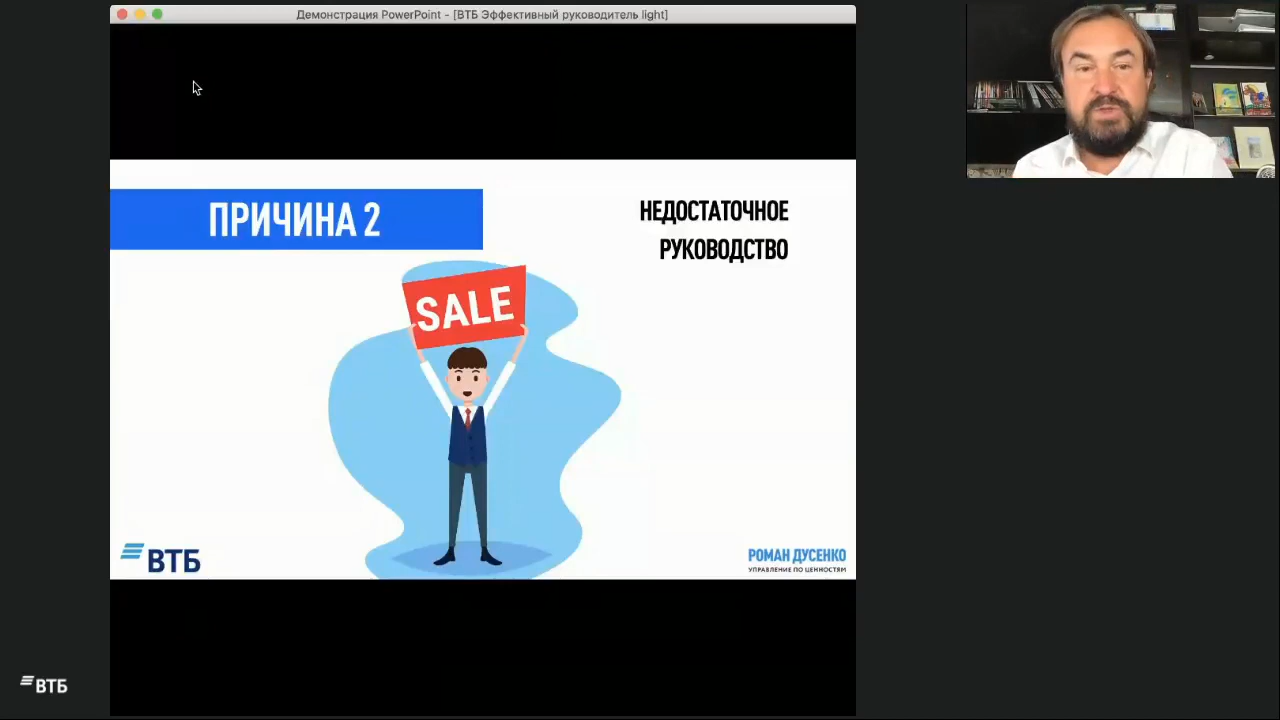 Демонстрация PowerPoint - [ВТБ Эффективный руководитель light]
ПРИЧИНА 2
НЕДОСТАТОЧНОЕ
РУКОВОДСТВО
SALE
ВТБ
РОМАН ДУСЕНКО
УПРАВЛЕНИЕ ПО ЦЕННОСТЯМ
ВТБ